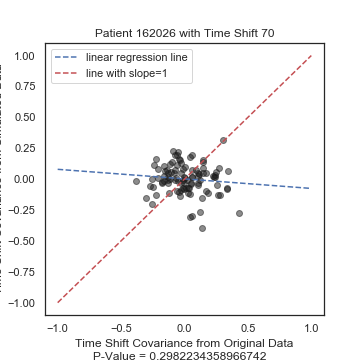 Patient 162026 with Time Shift 70
linear regression line
line with slope=1
1.00
0.75
0.50
0.25
0.00
−0.25
−0.50
−0.75
−1.00
−1.0 −0.5 0.0 0.5 1.0
Time Shift Covariance from Original Data
P-Value = 0.2982234358966742